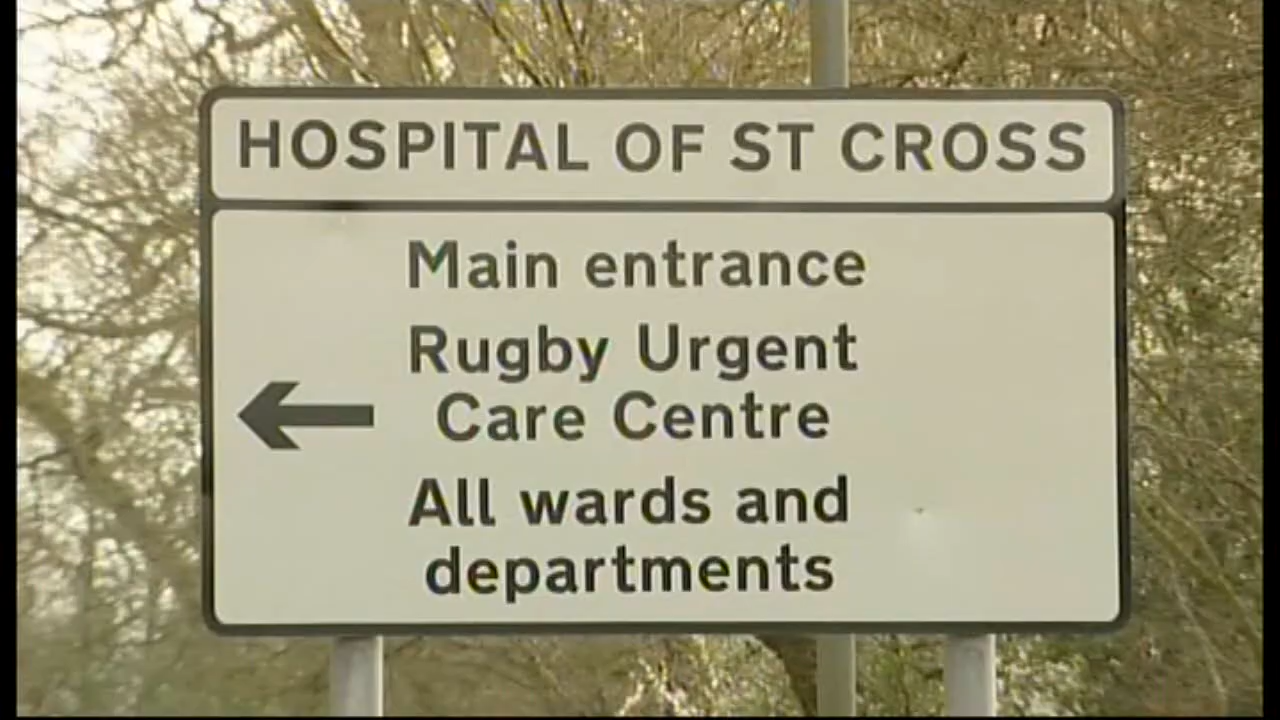 HOSPITAL OF ST CROSS
Main entrance
Rugby Urgent
Care Centre
All wards and
departments